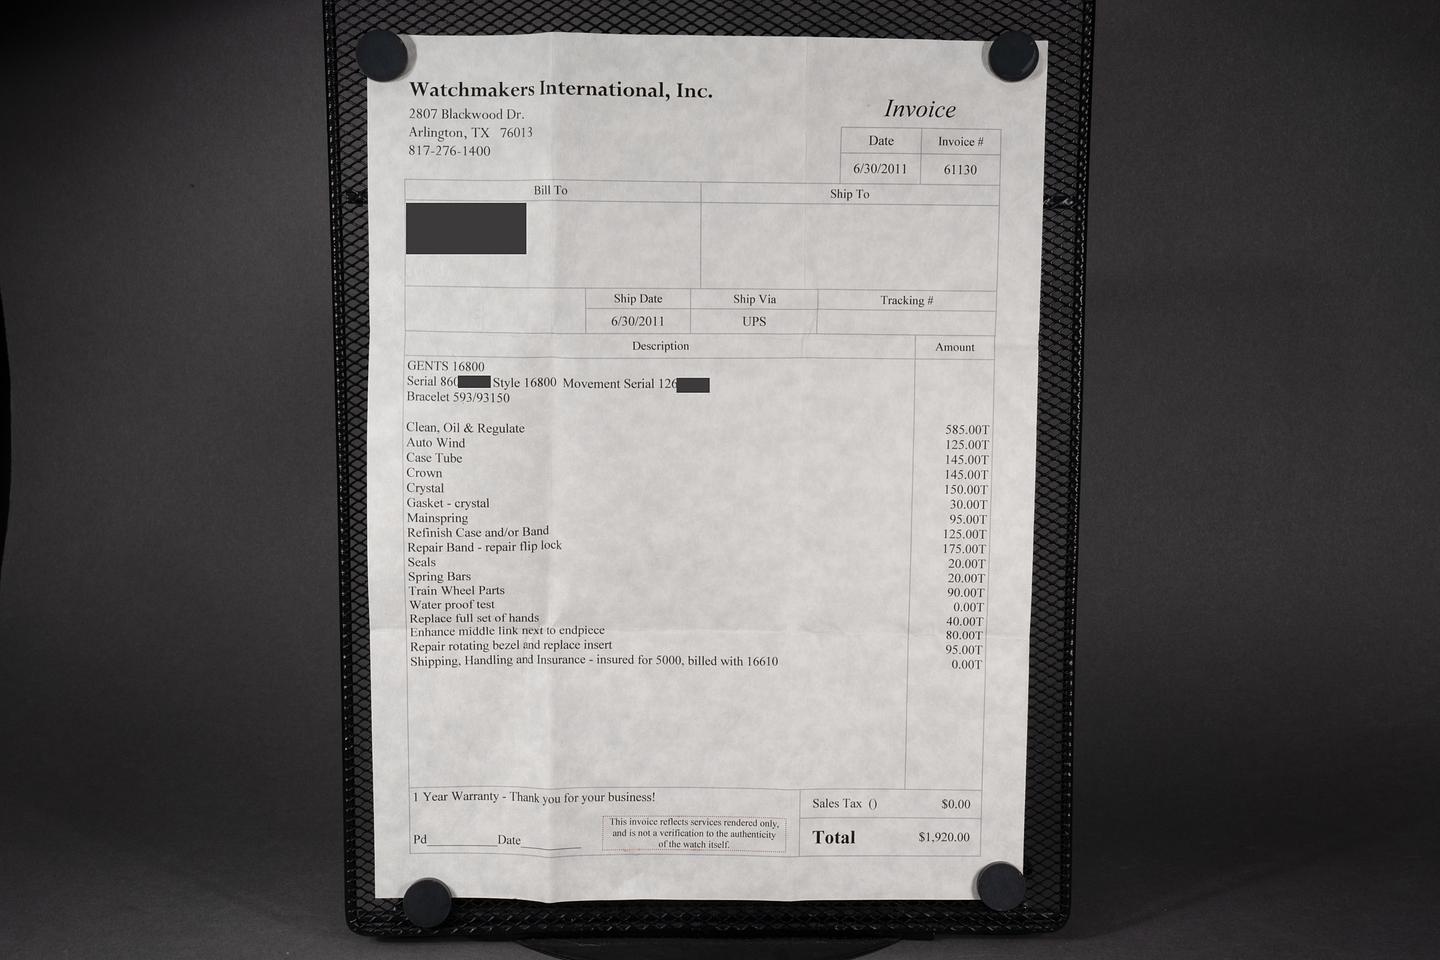 Watchmakers International, Inc.
2807 Blackwood Dr.
Arlington, TX 76013
817-276-1400
Invoice
Date Invoice #
6/30/2011 61130
Bill To Ship To
Ship Date Ship Via Tracking #
6/30/2011 UPS
Description Amount
GENTS 16800
Serial 860 Style 16800 Movement Serial 126
Bracelet 593/93150
Clean, Oil & Regulate 585.00T
Auto Wind 125.00T
Case Tube 145.00T
Crown 145.00T
Crystal 150.00T
Gasket - crystal 30.00T
Mainspring 95.00T
Refinish Case and/or Band 125.00T
Repair Band - repair flip lock 175.00T
Seals 20.00T
Spring Bars 20.00T
Train Wheel Parts 90.00T
Water proof test 0.00T
Replace full set of hands 40.00T
Enhance middle link next to endpiece 80.00T
Repair rotating bezel and replace insert 95.00T
Shipping, Handling and Insurance - insured for 5000, billed with 16610 0.00T
1 Year Warranty - Thank you for your business!
Sales Tax () $0.00
This invoice reflects services rendered only,
and is not a verification to the authenticity
of the watch itself.
Pd Date
Total $1,920.00